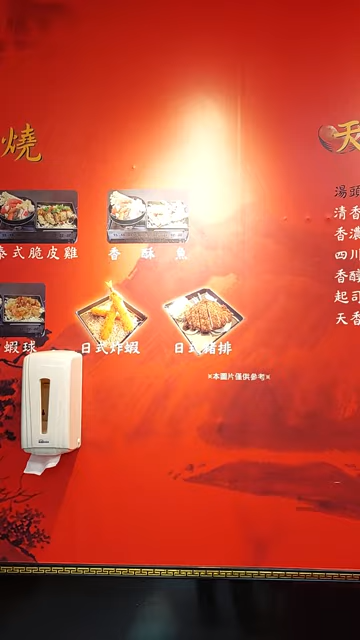 燒
天
泰式脆皮雞
香酥魚
蝦球
日式炸蝦
日式豬排
※本圖片僅供參考※
湯頭
清香
香濃
四川
香醇
起司
天香